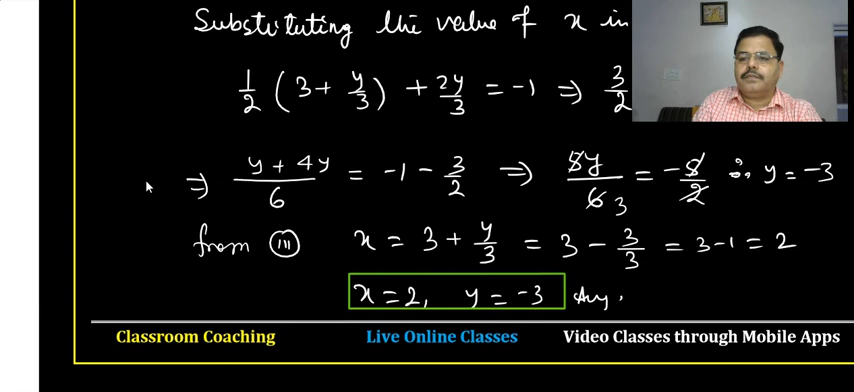 Substituting the value of x in
1/2 ( 3 + y/3 ) + 2y/3 = -1 ⇒ 3/2
⇒ y + 4y/6 = -1 - 3/2 ⇒ 5y/6 3 = -5/2 ∴ y = -3
from (III) x = 3 + y/3 = 3 - 3/3 = 3-1 = 2
x = 2, y = -3 Ans.
Classroom Coaching Live Online Classes Video Classes through Mobile Apps